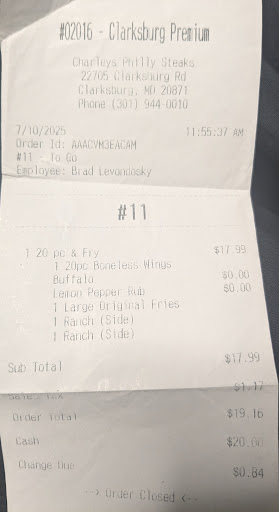 #02016 - Clarksburg Premium
Charleys Philly Steaks
22705 Clarksburg Rd
Clarksburg, MD 20871
Phone (301) 944-0010
7/10/2025 11:55:37 AM
Order Id: AAACVM3EACAM
#11 - To Go
Employee: Brad Levondosky
#11
1 20 pc & Fry $17.99
1 20pc Boneless Wings
Buffalo $0.00
Lemon Pepper Rub $0.00
1 Large Original Fries
1 Ranch (Side)
1 Ranch (Side)
Sub Total $17.99
$1.17
Order Total $19.16
Cash $20.00
Change Due $0.84
--> Order Closed <--